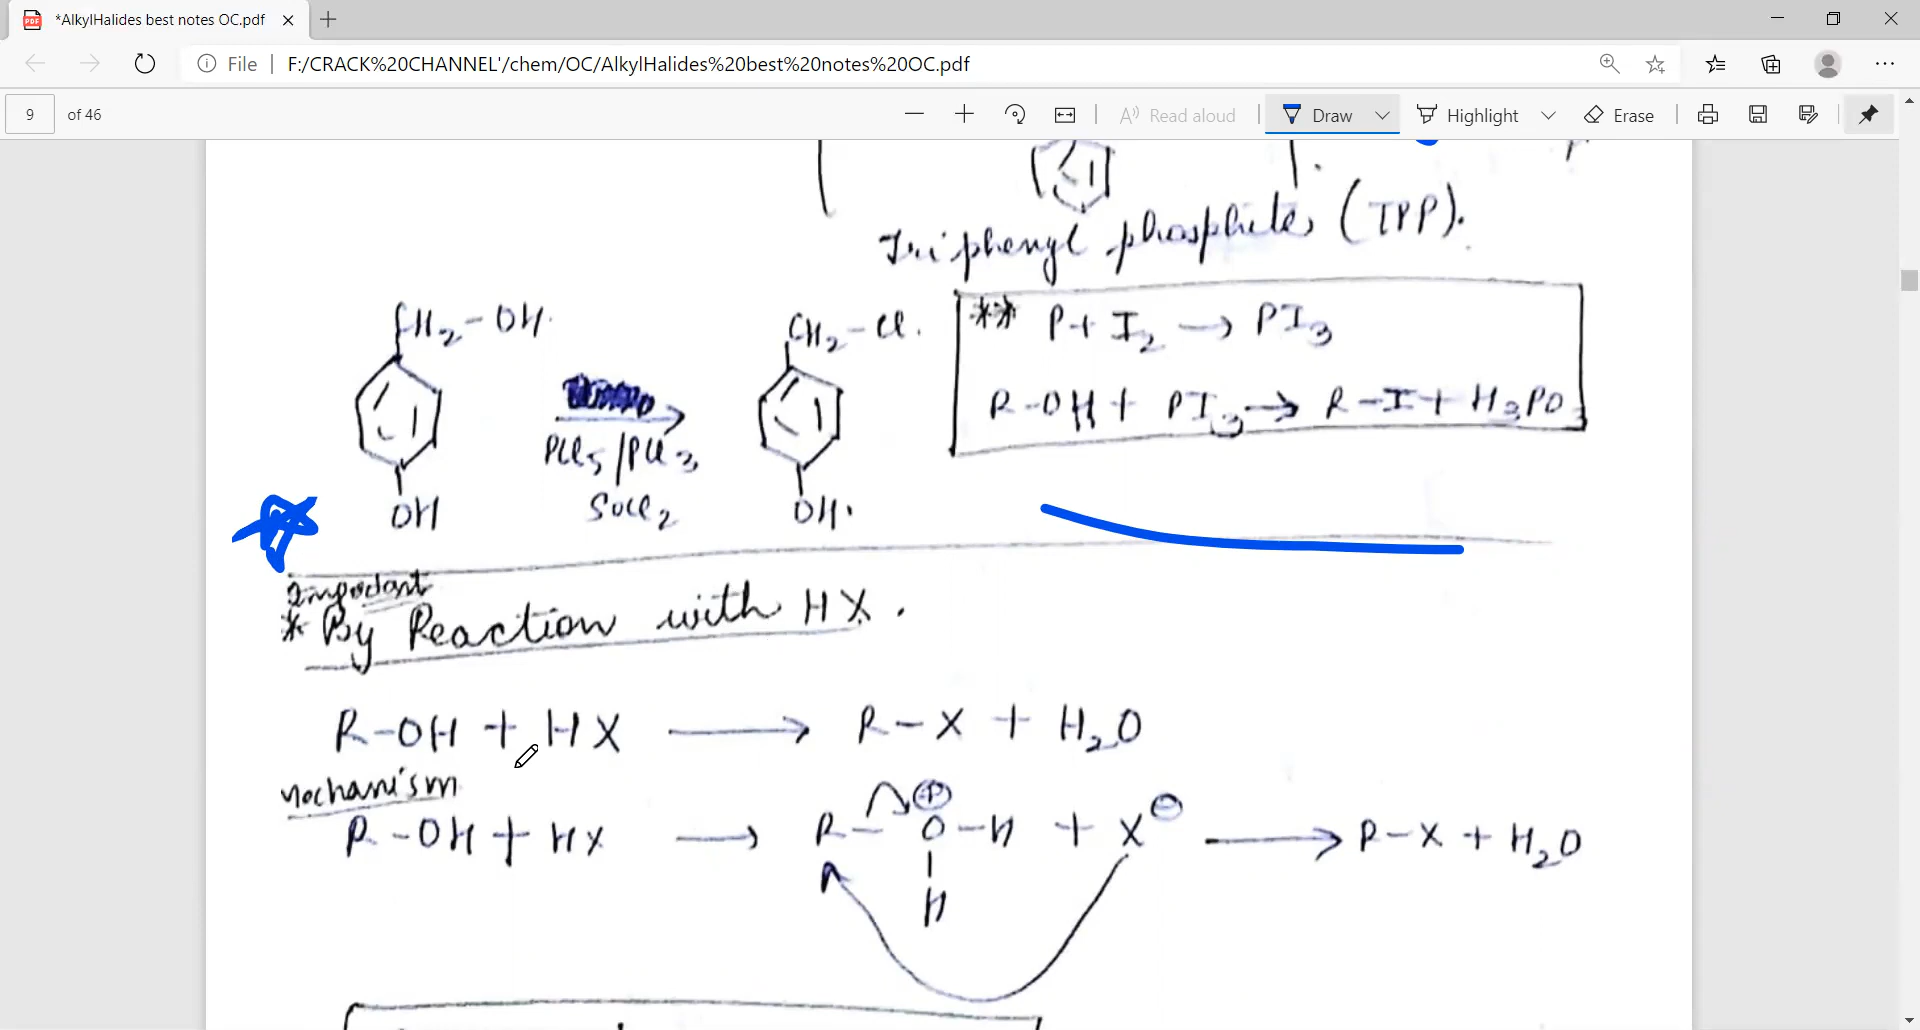 *AlkylHalides best notes OC.pdf
File | F:/CRACK%20CHANNEL'/chem/OC/AlkylHalides%20best%20notes%20OC.pdf
9 of 46 Read aloud Draw Highlight Erase
Triphenyl phosphites (TPP).
CH₂-OH. CH₂-Cl. ** P + I₂ → PI₃
R-OH + PI₃ → R-I + H₃PO₃
PCl₅/PCl₃
OH SOCl₂ OH.
Important
* By Reaction with HX.
R-OH + HX → R-X + H₂O
Mechanism
R-OH + HX → R-O-H + X⊖ → R-X + H₂O
⊕
H